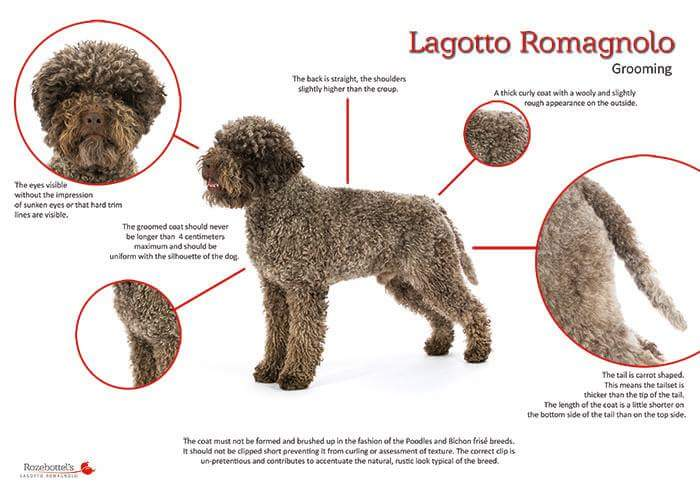 Lagotto Romagnolo
Grooming
The back is straight, the shoulders
slightly higher than the croup.
A thick curly coat with a wooly and slightly
rough appearance on the outside.
The eyes visible
without the impression
of sunken eyes or that hard trim
lines are visible.
The groomed coat should never
be longer than 4 centimeters
maximum and should be
uniform with the silhouette of the dog.
The tail is carrot shaped.
This means the tailset is
thicker than the tip of the tail.
The length of the coat is a little shorter on
the bottom side of the tail than on the top side.
The coat must not be formed and brushed up in the fashion of the Poodles and Bichon frisé breeds.
It should not be clipped short preventing it from curling or assessment of texture. The correct clip is
un-pretentious and contributes to accentuate the natural, rustic look typical of the breed.
Rozebottel's
LAGOTTO ROMAGNOLO